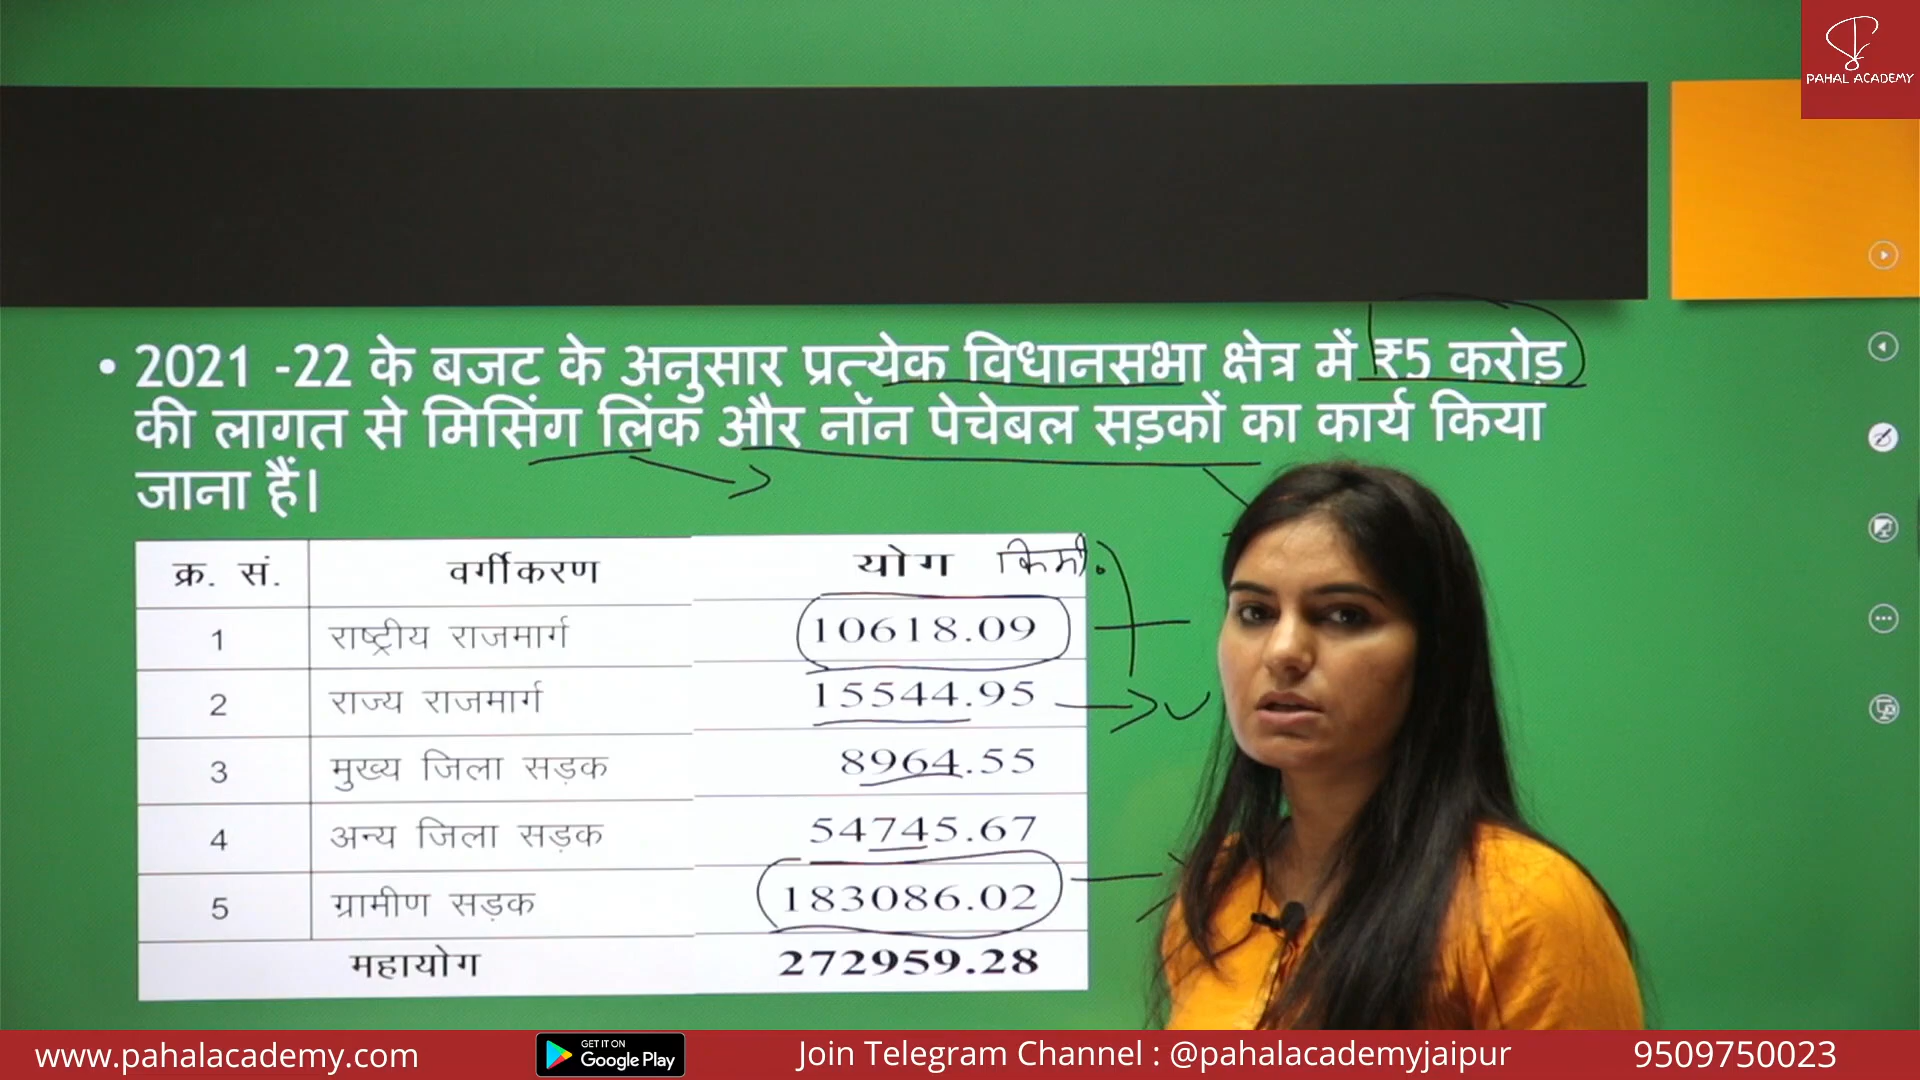 PAHAL ACADEMY
• 2021 -22 के बजट के अनुसार प्रत्येक विधानसभा क्षेत्र में ₹5 करोड़
की लागत से मिसिंग लिंक और नॉन पेचेबल सड़कों का कार्य किया
जाना हैं।
क्र. सं. वर्गीकरण योग किमी.
1 राष्ट्रीय राजमार्ग 10618.09
2 राज्य राजमार्ग 15544.95
3 मुख्य जिला सड़क 8964.55
4 अन्य जिला सड़क 54745.67
5 ग्रामीण सड़क 183086.02
महायोग 272959.28
www.pahalacademy.com GET IT ON Google Play Join Telegram Channel : @pahalacademyjaipur 9509750023